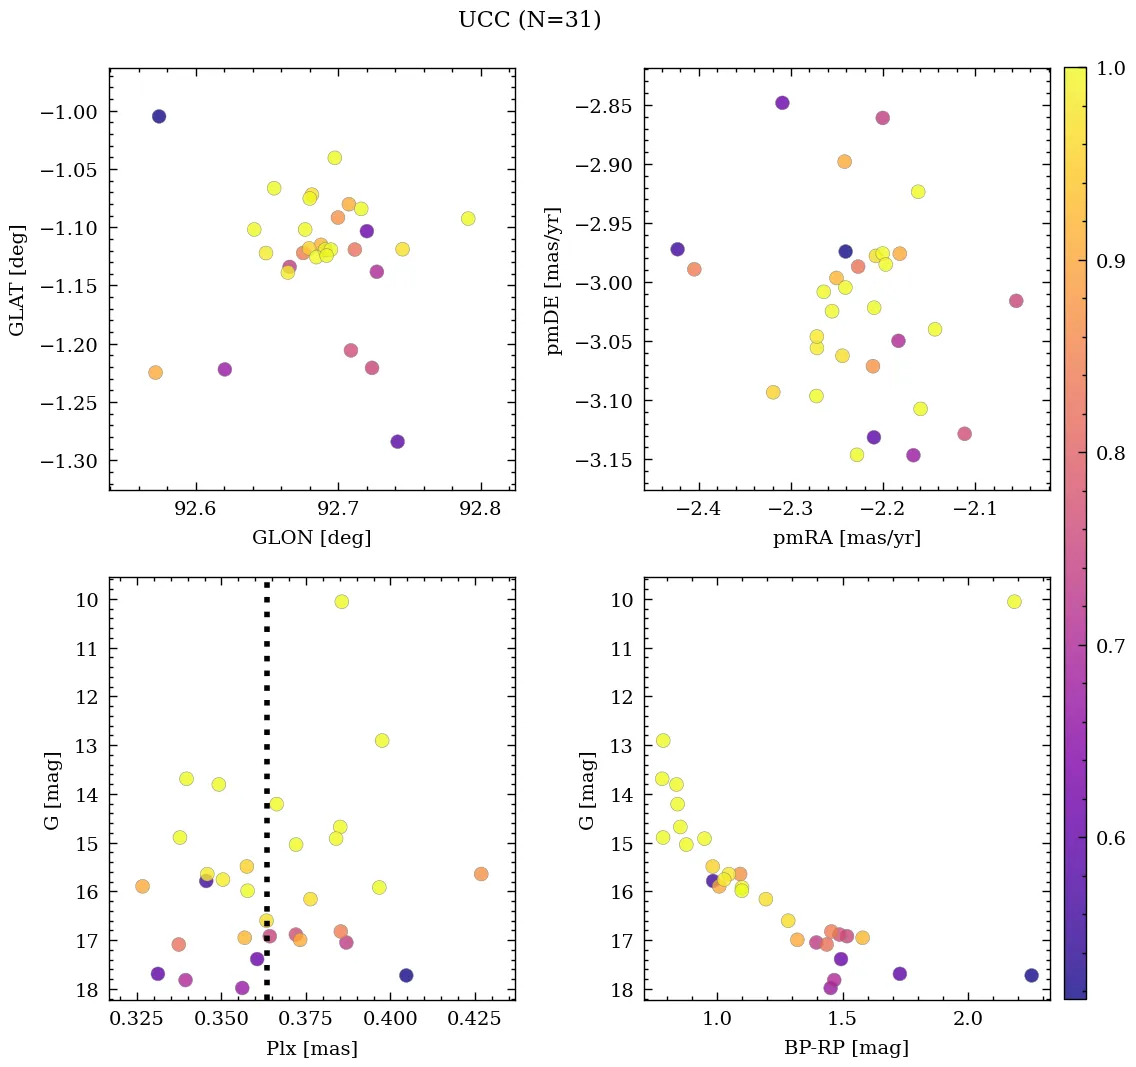 UCC (N=31)
−1.00
−1.05
−1.10
−1.15
−1.20
−1.25
−1.30
GLAT [deg]
92.6 92.7 92.8
GLON [deg]
−2.85
−2.90
−2.95
−3.00
−3.05
−3.10
−3.15
pmDE [mas/yr]
−2.4 −2.3 −2.2 −2.1
pmRA [mas/yr]
10
11
12
13
14
15
16
17
18
G [mag]
0.325 0.350 0.375 0.400 0.425
Plx [mas]
10
11
12
13
14
15
16
17
18
G [mag]
1.0 1.5 2.0
BP-RP [mag]
1.0
0.9
0.8
0.7
0.6